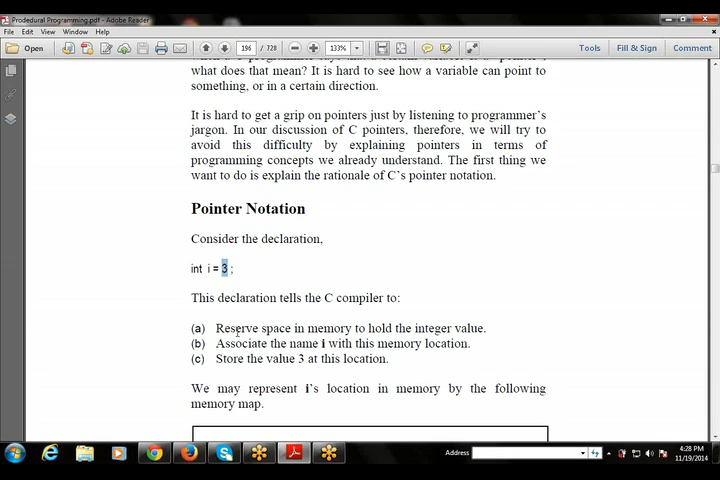 Prodedural Programming.pdf - Adobe Reader
File Edit View Window Help
Open 196 / 728 133% Tools Fill & Sign Comment
what does that mean? It is hard to see how a variable can point to
something, or in a certain direction.
It is hard to get a grip on pointers just by listening to programmer's
jargon. In our discussion of C pointers, therefore, we will try to
avoid this difficulty by explaining pointers in terms of
programming concepts we already understand. The first thing we
want to do is explain the rationale of C's pointer notation.
Pointer Notation
Consider the declaration,
int i = 3 ;
This declaration tells the C compiler to:
(a) Reserve space in memory to hold the integer value.
(b) Associate the name i with this memory location.
(c) Store the value 3 at this location.
We may represent i's location in memory by the following
memory map.
Address
4:28 PM
11/19/2014